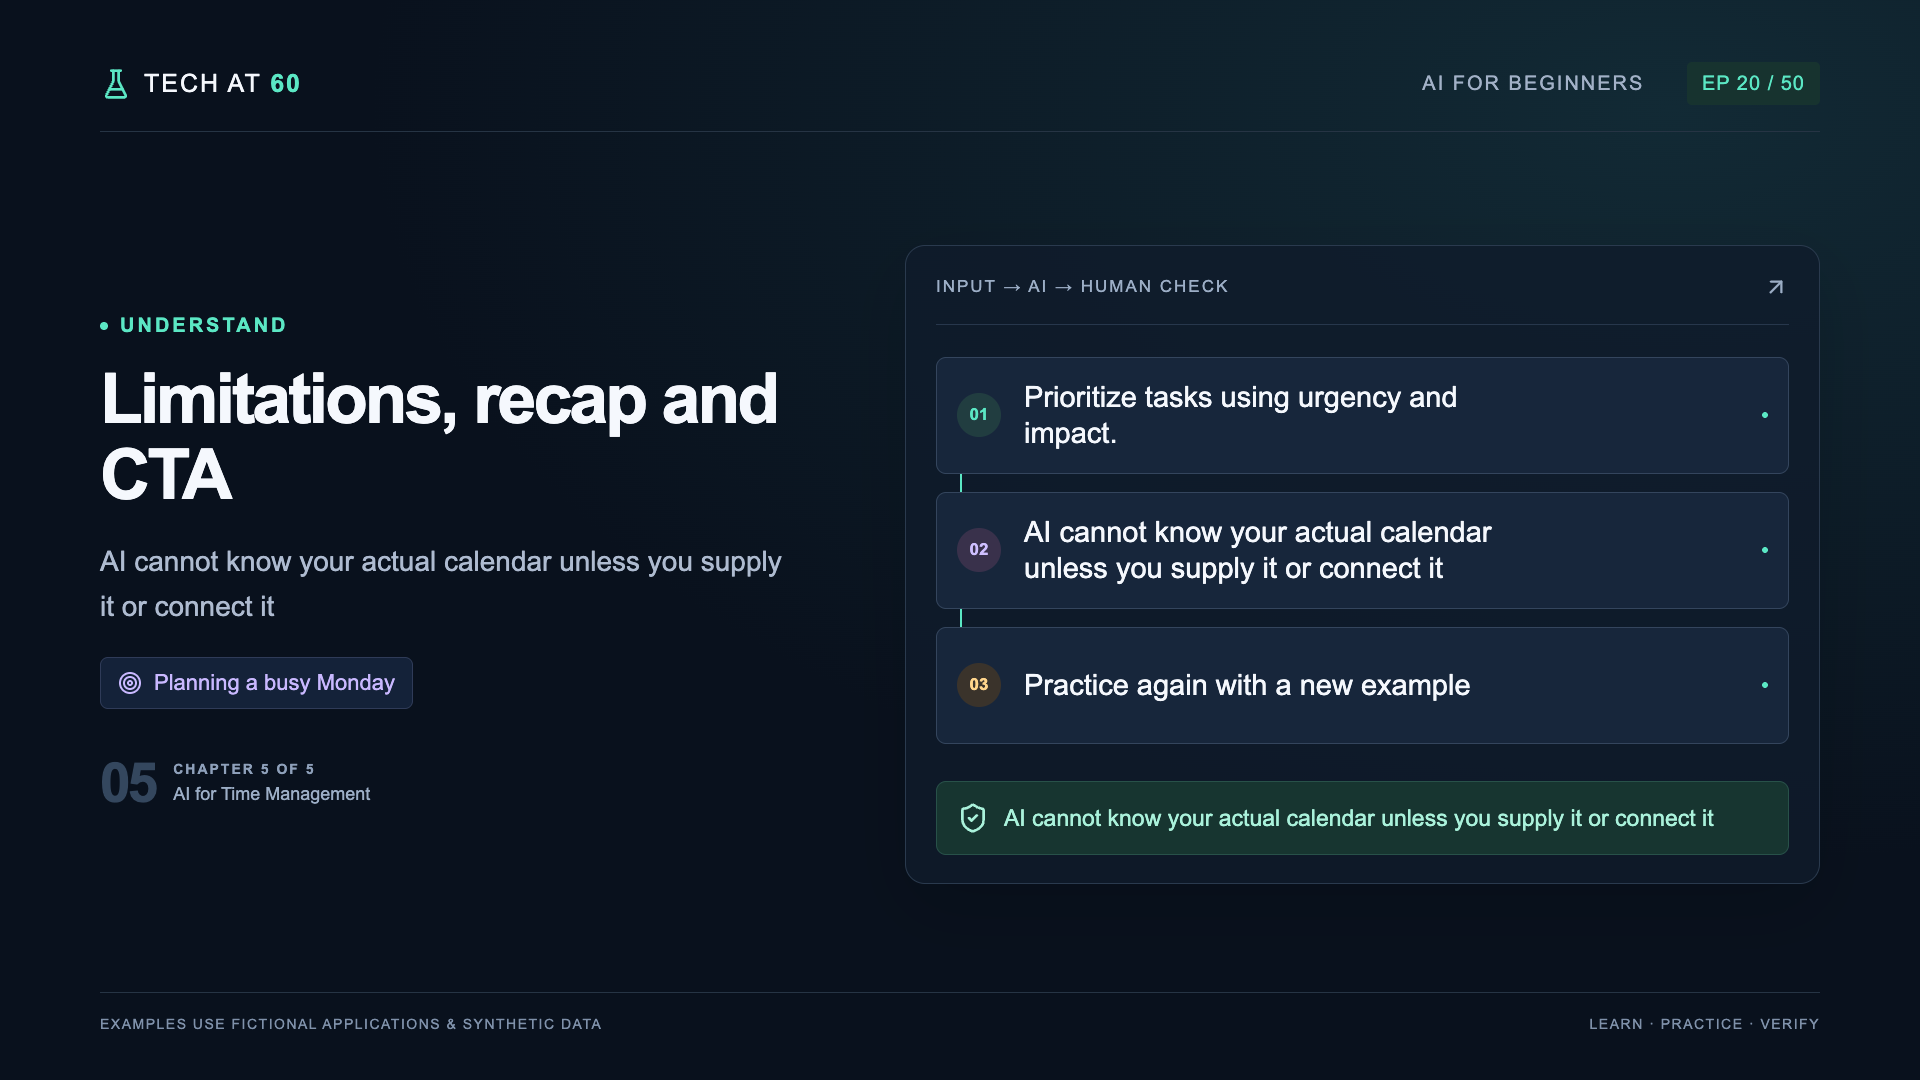 TECH AT 60
AI FOR BEGINNERS
EP 20 / 50
UNDERSTAND
Limitations, recap and
CTA
AI cannot know your actual calendar unless you supply
it or connect it
Planning a busy Monday
05
CHAPTER 5 OF 5
AI for Time Management
INPUT → AI → HUMAN CHECK
01
Prioritize tasks using urgency and
impact.
02
AI cannot know your actual calendar
unless you supply it or connect it
03
Practice again with a new example
AI cannot know your actual calendar unless you supply it or connect it
EXAMPLES USE FICTIONAL APPLICATIONS & SYNTHETIC DATA
LEARN · PRACTICE · VERIFY